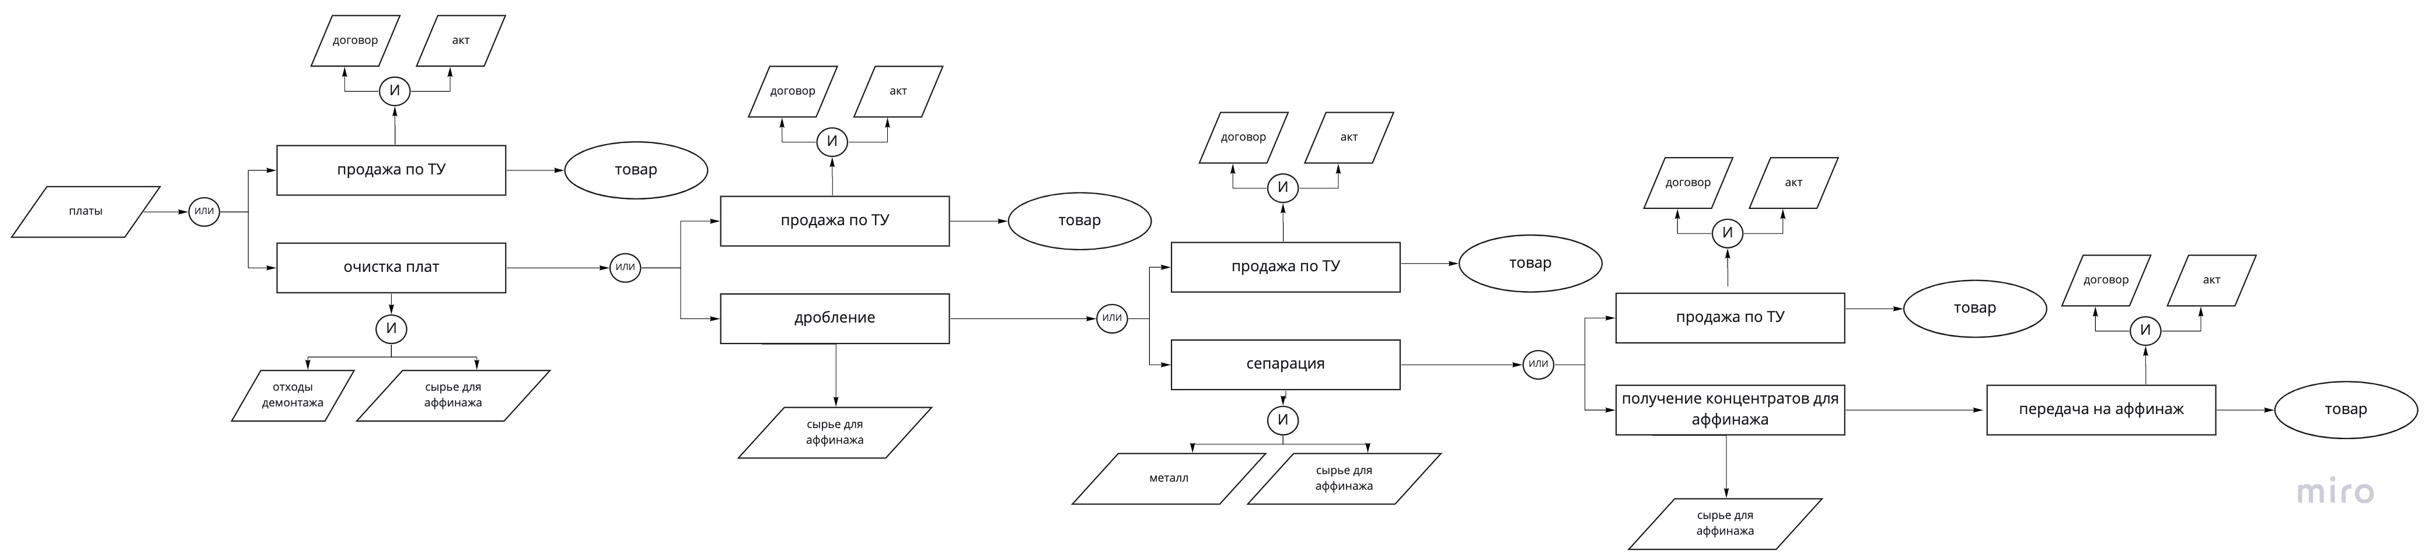 договор
акт
И
продажа по ТУ
товар
платы
ИЛИ
очистка плат
И
отходы
демонтажа
сырье для
аффинажа
договор
акт
И
продажа по ТУ
товар
ИЛИ
дробление
сырье для
аффинажа
договор
акт
И
продажа по ТУ
товар
ИЛИ
сепарация
И
металл
сырье для
аффинажа
договор
акт
И
продажа по ТУ
товар
ИЛИ
получение концентратов для
аффинажа
сырье для
аффинажа
договор
акт
И
передача на аффинаж
товар
miro